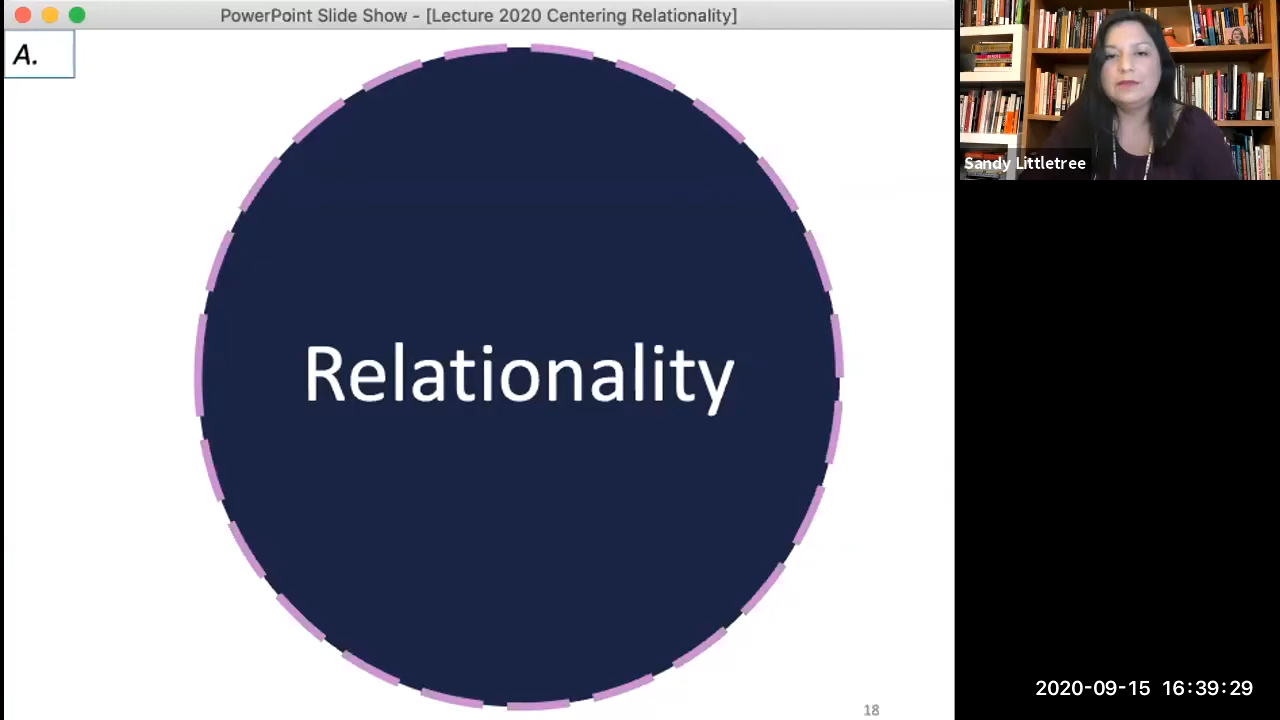 PowerPoint Slide Show - [Lecture 2020 Centering Relationality]
A.
Relationality
18
Sandy Littletree
2020-09-15 16:39:29